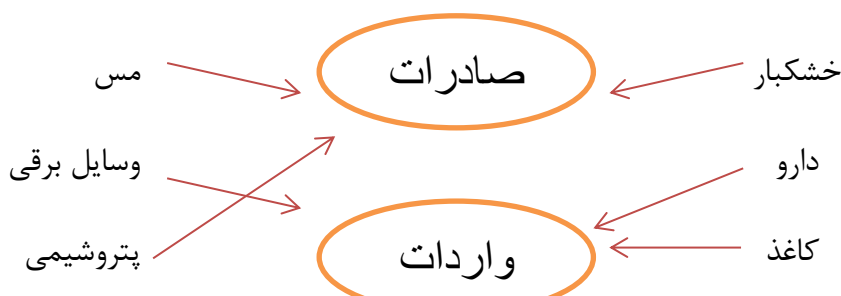 خشکبار
صادرات
مس
دارو
وسایل برقی
کاغذ
واردات
پتروشیمی